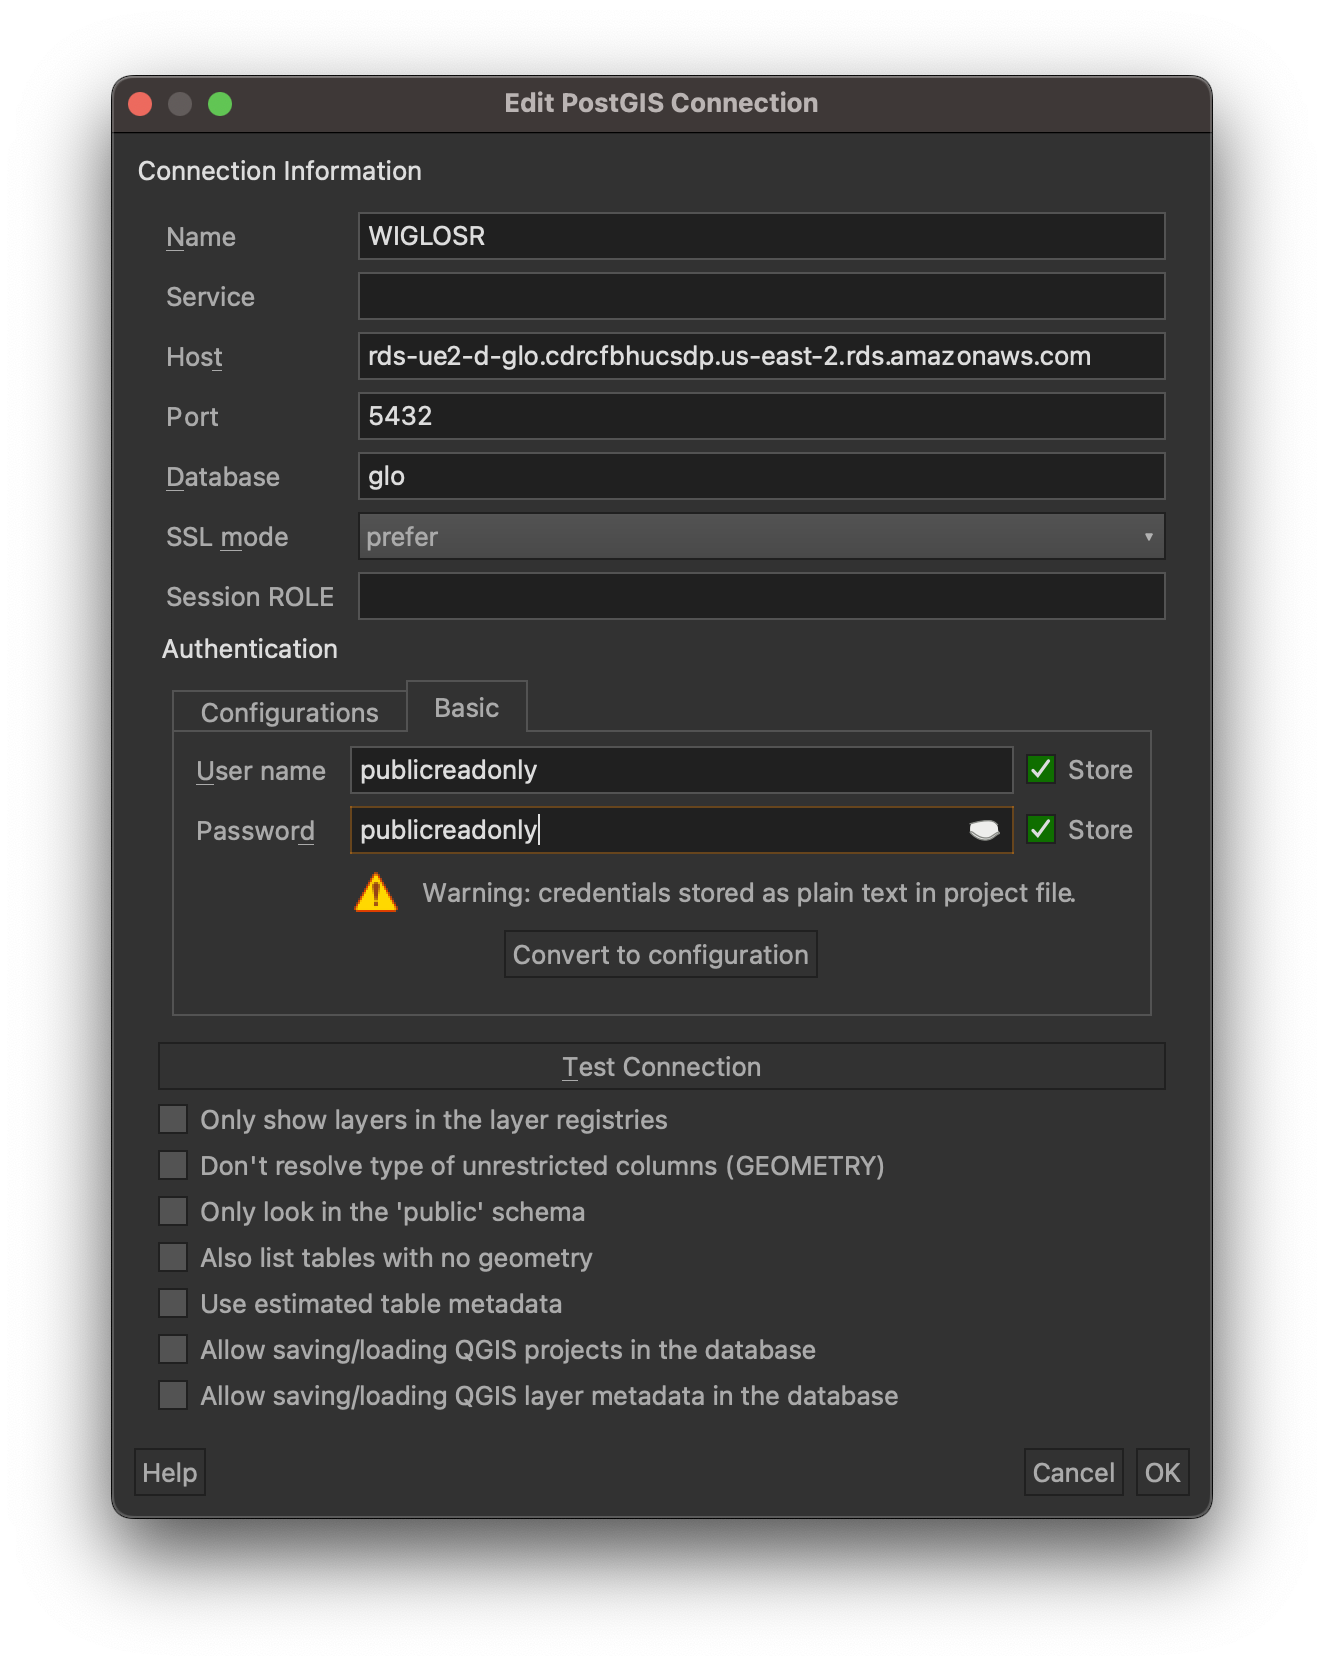 Edit PostGIS Connection
Connection Information
Name WIGLOSR
Service
Host rds-ue2-d-glo.cdrcfbhucsdp.us-east-2.rds.amazonaws.com
Port 5432
Database glo
SSL mode prefer
Session ROLE
Authentication
Configurations Basic
User name publicreadonly Store
Password publicreadonly Store
Warning: credentials stored as plain text in project file.
Convert to configuration
Test Connection
Only show layers in the layer registries
Don't resolve type of unrestricted columns (GEOMETRY)
Only look in the 'public' schema
Also list tables with no geometry
Use estimated table metadata
Allow saving/loading QGIS projects in the database
Allow saving/loading QGIS layer metadata in the database
Help Cancel OK